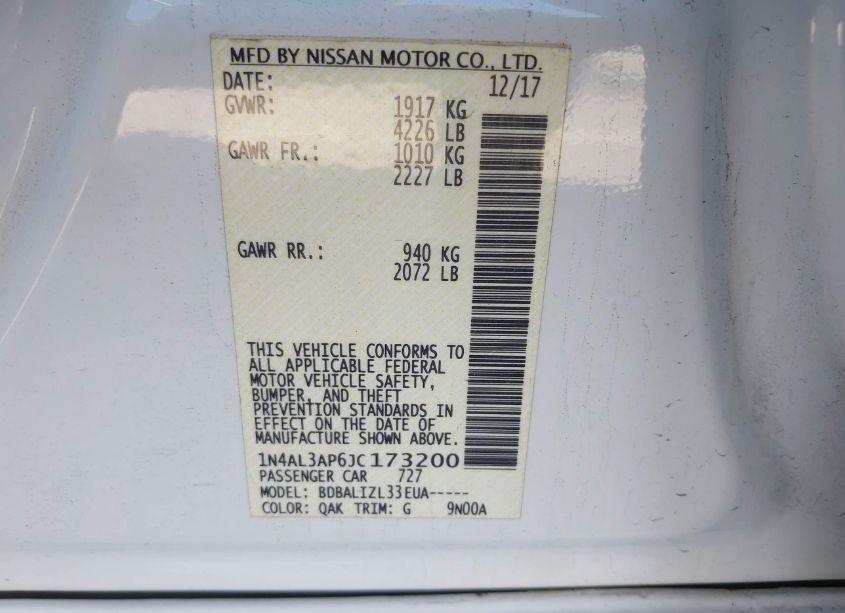 MFD BY NISSAN MOTOR CO., LTD.
DATE: 12/17
GVWR: 1917 KG
4226 LB
GAWR FR.: 1010 KG
2227 LB
GAWR RR.: 940 KG
2072 LB
THIS VEHICLE CONFORMS TO
ALL APPLICABLE FEDERAL
MOTOR VEHICLE SAFETY,
BUMPER, AND THEFT
PREVENTION STANDARDS IN
EFFECT ON THE DATE OF
MANUFACTURE SHOWN ABOVE.
1N4AL3AP6JC173200
PASSENGER CAR 727
MODEL: BDBALIZL33EUA-----
COLOR: QAK TRIM: G 9N00A